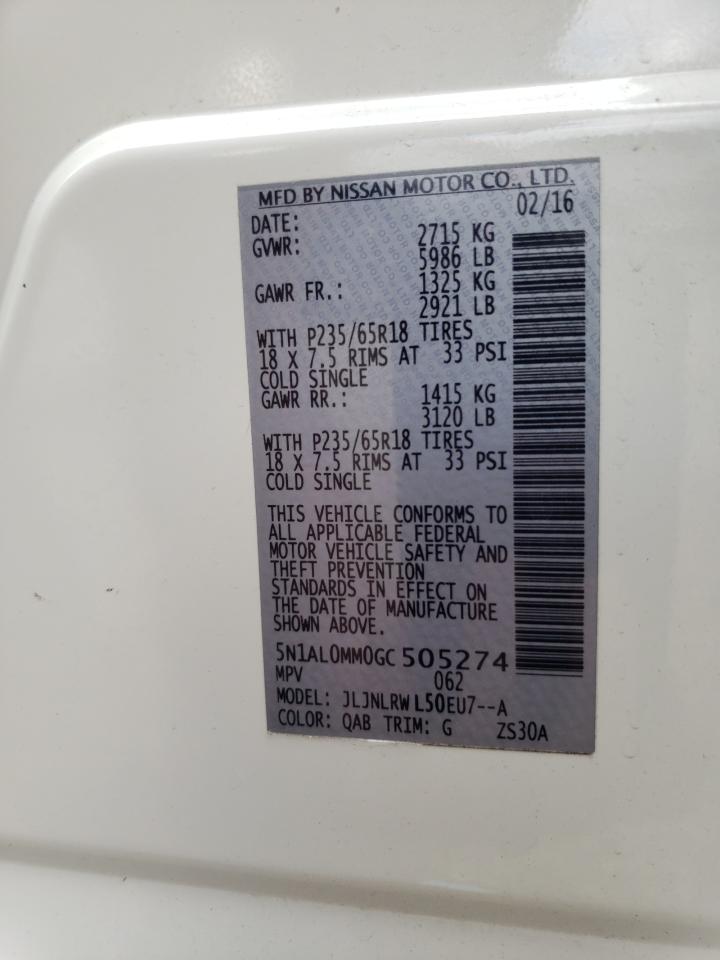 MFD BY NISSAN MOTOR CO., LTD.
DATE: 02/16
GVWR: 2715 KG
5986 LB
GAWR FR.: 1325 KG
2921 LB
WITH P235/65R18 TIRES
18 X 7.5 RIMS AT 33 PSI
COLD SINGLE
GAWR RR.: 1415 KG
3120 LB
WITH P235/65R18 TIRES
18 X 7.5 RIMS AT 33 PSI
COLD SINGLE
THIS VEHICLE CONFORMS TO
ALL APPLICABLE FEDERAL
MOTOR VEHICLE SAFETY AND
THEFT PREVENTION
STANDARDS IN EFFECT ON
THE DATE OF MANUFACTURE
SHOWN ABOVE.
5N1AL0MM0GC 505274
MPV 062
MODEL: JLJNLRW L50EU7--A
COLOR: QAB TRIM: G ZS30A